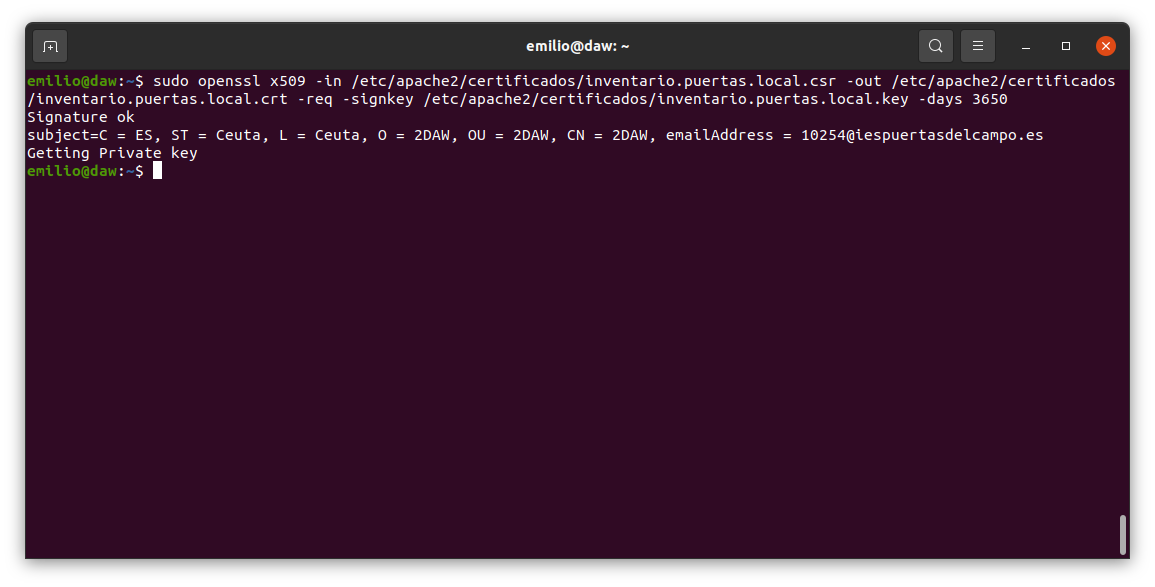 emilio@daw: ~
emilio@daw:~$ sudo openssl x509 -in /etc/apache2/certificados/inventario.puertas.local.csr -out /etc/apache2/certificados
/inventario.puertas.local.crt -req -signkey /etc/apache2/certificados/inventario.puertas.local.key -days 3650
Signature ok
subject=C = ES, ST = Ceuta, L = Ceuta, O = 2DAW, OU = 2DAW, CN = 2DAW, emailAddress = 10254@iespuertasdelcampo.es
Getting Private key
emilio@daw:~$